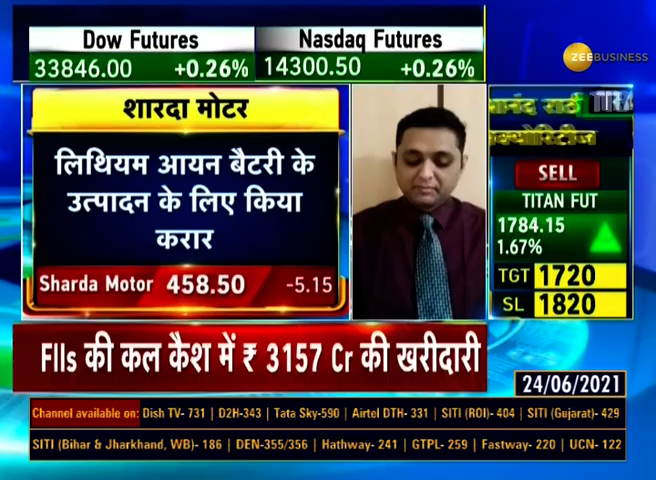 Dow Futures
33846.00 +0.26%
Nasdaq Futures
14300.50 +0.26%
ZEEBUSINESS
शारदा मोटर
लिथियम आयन बैटरी के
उत्पादन के लिए किया
करार
Sharda Motor 458.50 -5.15
SELL
TITAN FUT
1784.15
1.67%
TGT 1720
SL 1820
FIIs की कल कैश में ₹ 3157 Cr की खरीदारी
24/06/2021
Channel available on: Dish TV- 731 | D2H-343 | Tata Sky-590 | Airtel DTH- 331 | SITI (ROI)- 404 | SITI (Gujarat)- 429
SITI (Bihar & Jharkhand, WB)- 186 | DEN-355/356 | Hathway- 241 | GTPL- 259 | Fastway- 220 | UCN- 122